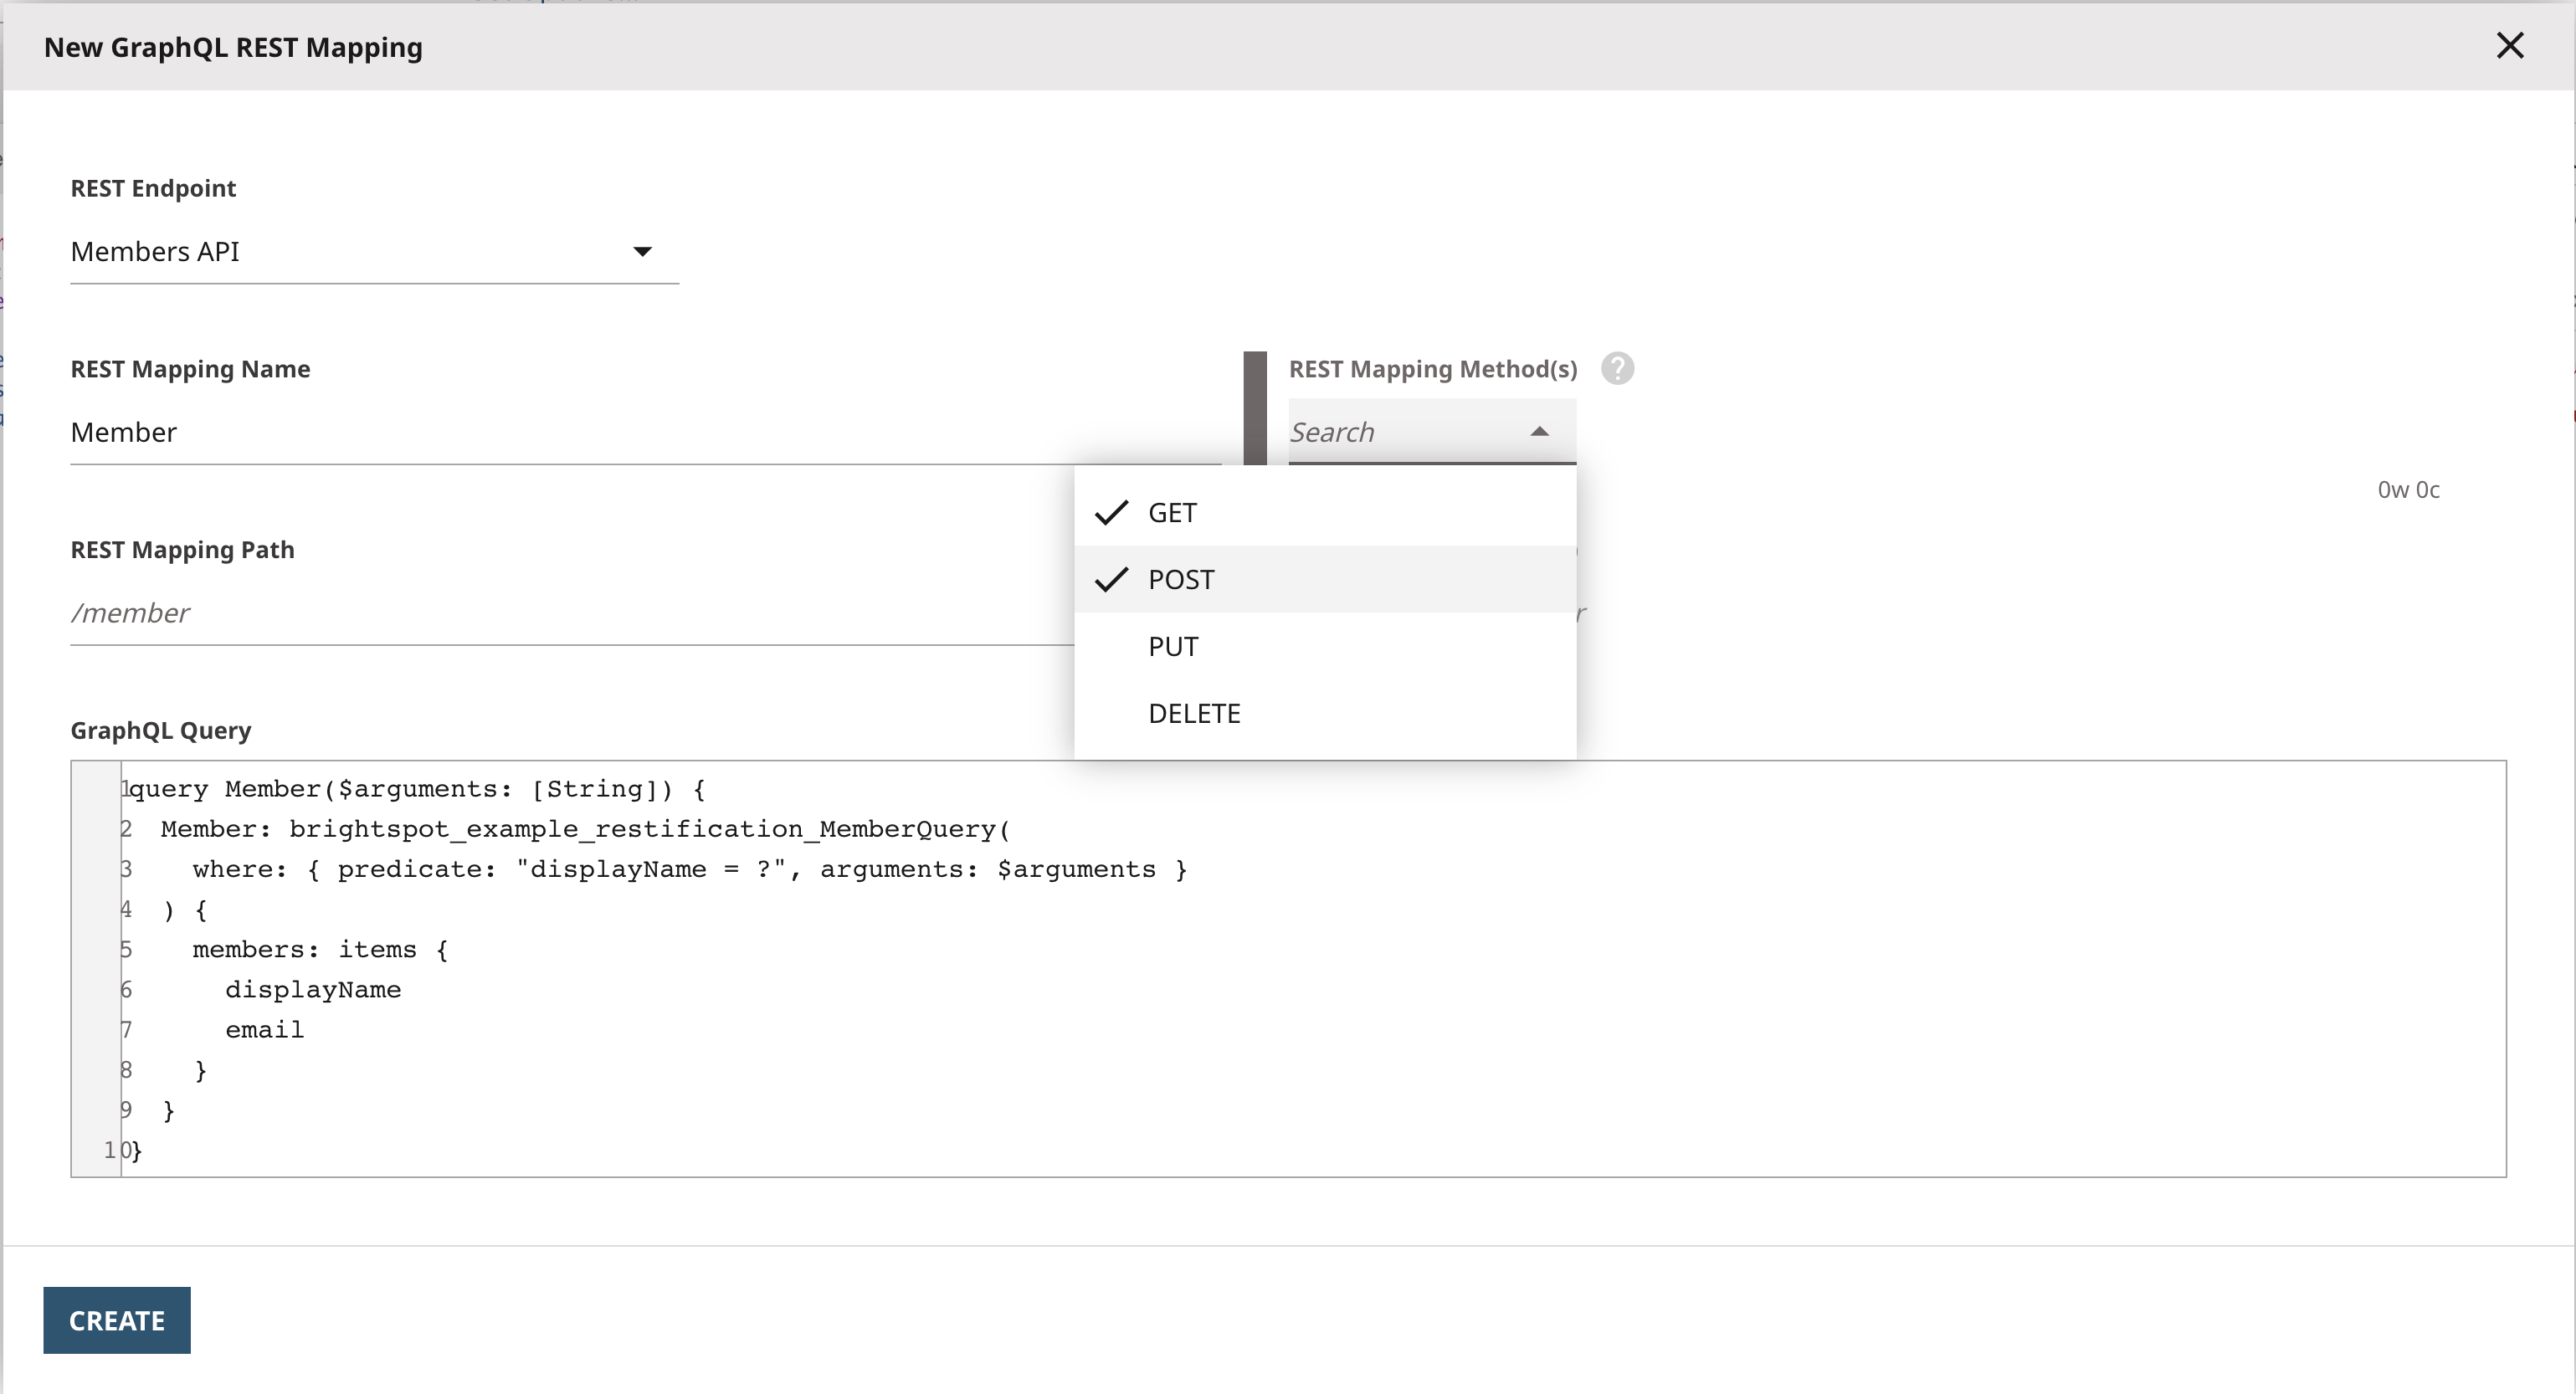 New GraphQL REST Mapping
REST Endpoint
Members API
REST Mapping Name
REST Mapping Method(s) ?
Member
Search
0w 0c
GET
POST
PUT
DELETE
REST Mapping Path
/member
GraphQL Query
1 query Member($arguments: [String]) {
2 Member: brightspot_example_restification_MemberQuery(
3 where: { predicate: "displayName = ?", arguments: $arguments }
4 ) {
5 members: items {
6 displayName
7 email
8 }
9 }
10 }
CREATE